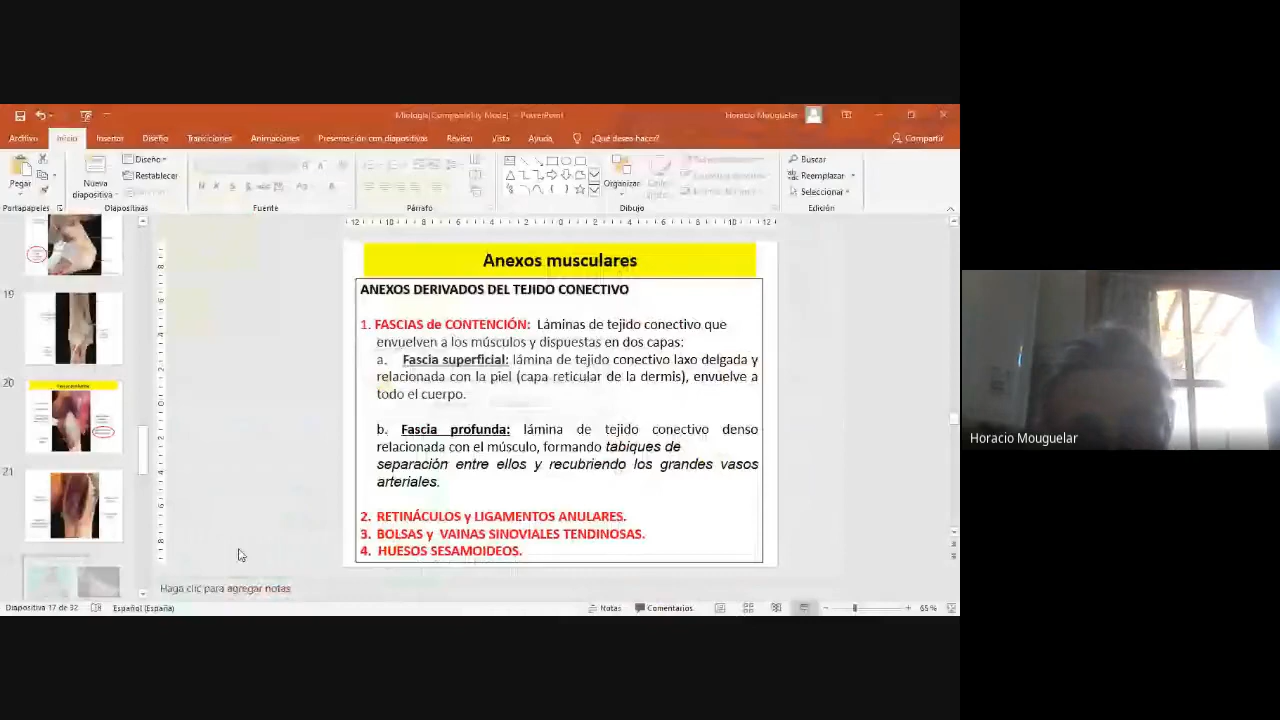 Miologia [Compatibility Mode] - PowerPoint
Horacio Mouguelar
Archivo
Inicio
Insertar
Diseño
Transiciones
Animaciones
Presentación con diapositivas
Revisar
Vista
Ayuda
¿Qué desea hacer?
Compartir
Pegar
Nueva
diapositiva
Diseño
Restablecer
Organizar
Buscar
Reemplazar
Seleccionar
Portapapeles
Diapositivas
Fuente
Párrafo
Dibujo
Edición
19
20
21
Anexos musculares
ANEXOS DERIVADOS DEL TEJIDO CONECTIVO
1. FASCIAS de CONTENCIÓN: Láminas de tejido conectivo que
envuelven a los músculos y dispuestas en dos capas:
a. Fascia superficial: lámina de tejido conectivo laxo delgada y
relacionada con la piel (capa reticular de la dermis), envuelve a
todo el cuerpo.
b. Fascia profunda: lámina de tejido conectivo denso
relacionada con el músculo, formando tabiques de
separación entre ellos y recubriendo los grandes vasos
arteriales.
2. RETINÁCULOS y LIGAMENTOS ANULARES.
3. BOLSAS y VAINAS SINOVIALES TENDINOSAS.
4. HUESOS SESAMOIDEOS.
Haga clic para agregar notas
Diapositiva 17 de 32
Español (España)
Notas
Comentarios
65 %
Horacio Mouguelar